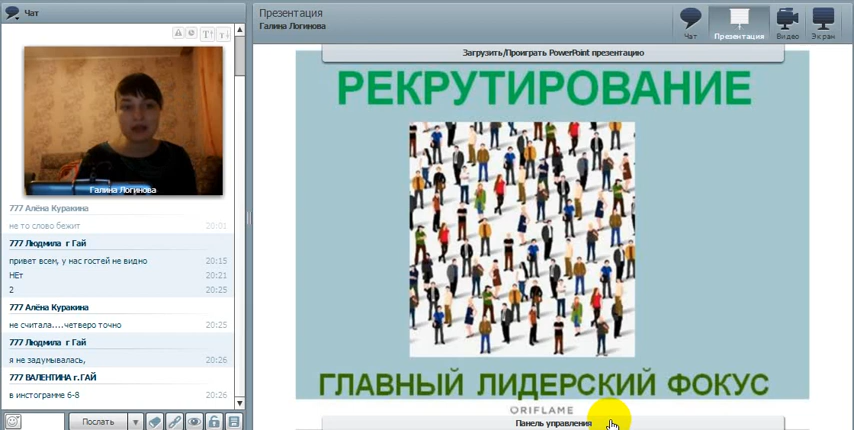 Чат
Галина Логинова
777 Алёна Куракина
не то слово бежит 20:01
777 Людмила г Гай
привет всем, у нас гостей не видно 20:15
НЕт 20:21
2 20:25
777 Алёна Куракина
не считала....четверо точно 20:25
777 Людмила г Гай
я не задумывалась, 20:26
777 ВАЛЕНТИНА г.ГАЙ
в инстограмме 6-8 20:26
Послать
Презентация
Галина Логинова
Чат
Презентация
Видео
Экран
Загрузить/Проиграть PowerPoint презентацию
РЕКРУТИРОВАНИЕ
ГЛАВНЫЙ ЛИДЕРСКИЙ ФОКУС
ORIFLAME
Панель управления